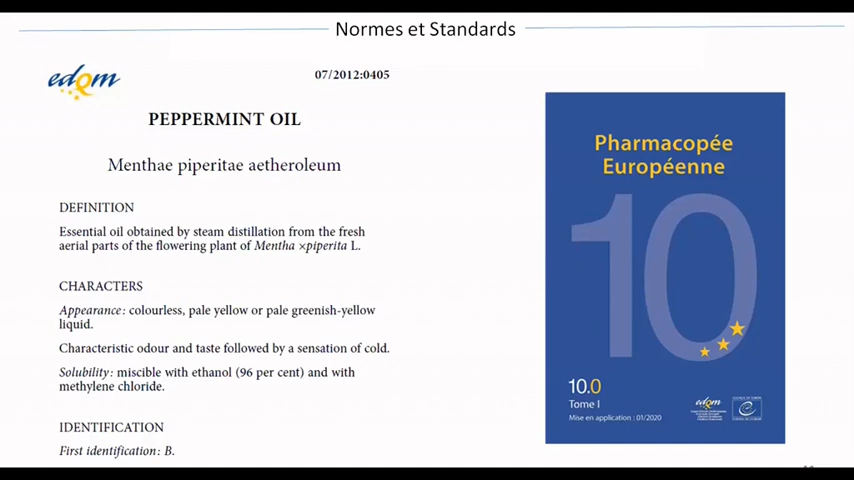 Normes et Standards
edqm
07/2012:0405
PEPPERMINT OIL
Menthae piperitae aetheroleum
DEFINITION
Essential oil obtained by steam distillation from the fresh
aerial parts of the flowering plant of Mentha ×piperita L.
CHARACTERS
Appearance: colourless, pale yellow or pale greenish-yellow
liquid.
Characteristic odour and taste followed by a sensation of cold.
Solubility: miscible with ethanol (96 per cent) and with
methylene chloride.
IDENTIFICATION
First identification: B.
Pharmacopée
Européenne
10
10.0
Tome I
Mise en application : 01/2020
edqm